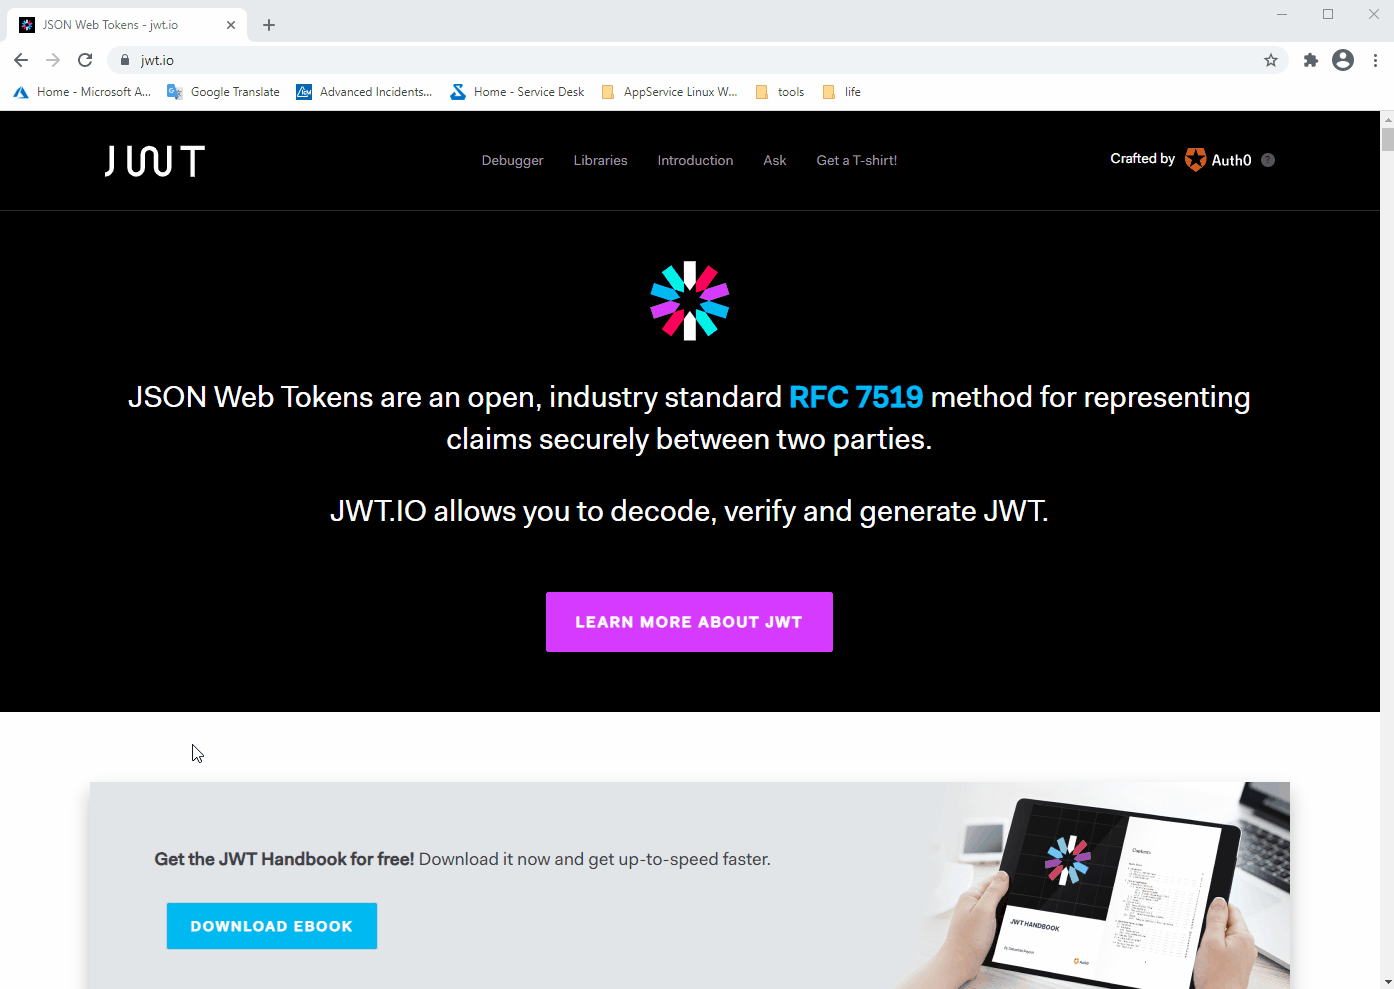 JSON Web Tokens - jwt.io
jwt.io
Home - Microsoft A...
Google Translate
Advanced Incidents...
Home - Service Desk
AppService Linux W...
tools
life
JWT
Debugger
Libraries
Introduction
Ask
Get a T-shirt!
Crafted by
Auth0
?
JSON Web Tokens are an open, industry standard RFC 7519 method for representing
claims securely between two parties.
JWT.IO allows you to decode, verify and generate JWT.
LEARN MORE ABOUT JWT
Get the JWT Handbook for free! Download it now and get up-to-speed faster.
DOWNLOAD EBOOK
Contents
JWT HANDBOOK
Auth0